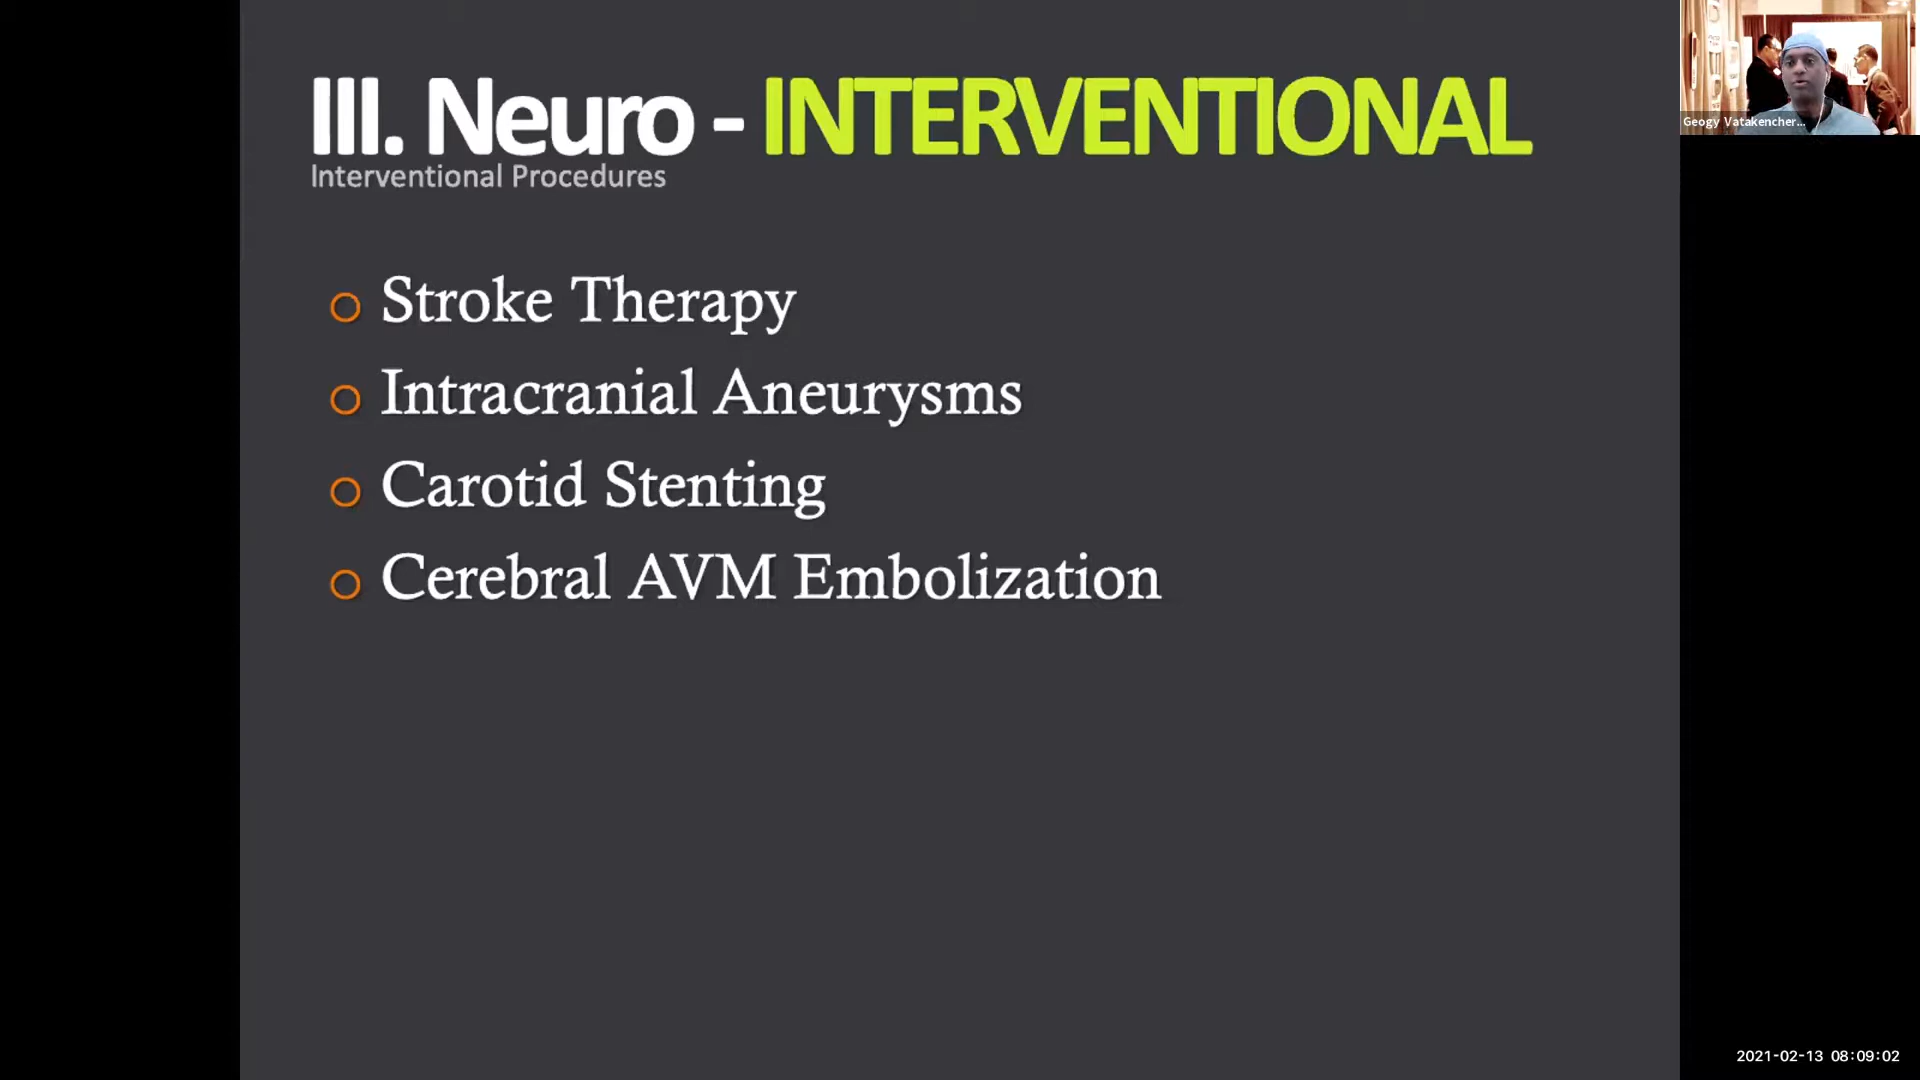 III. Neuro - INTERVENTIONAL
Interventional Procedures
Stroke Therapy
Intracranial Aneurysms
Carotid Stenting
Cerebral AVM Embolization
Geogy Vatakencher...
2021-02-13 08:09:02